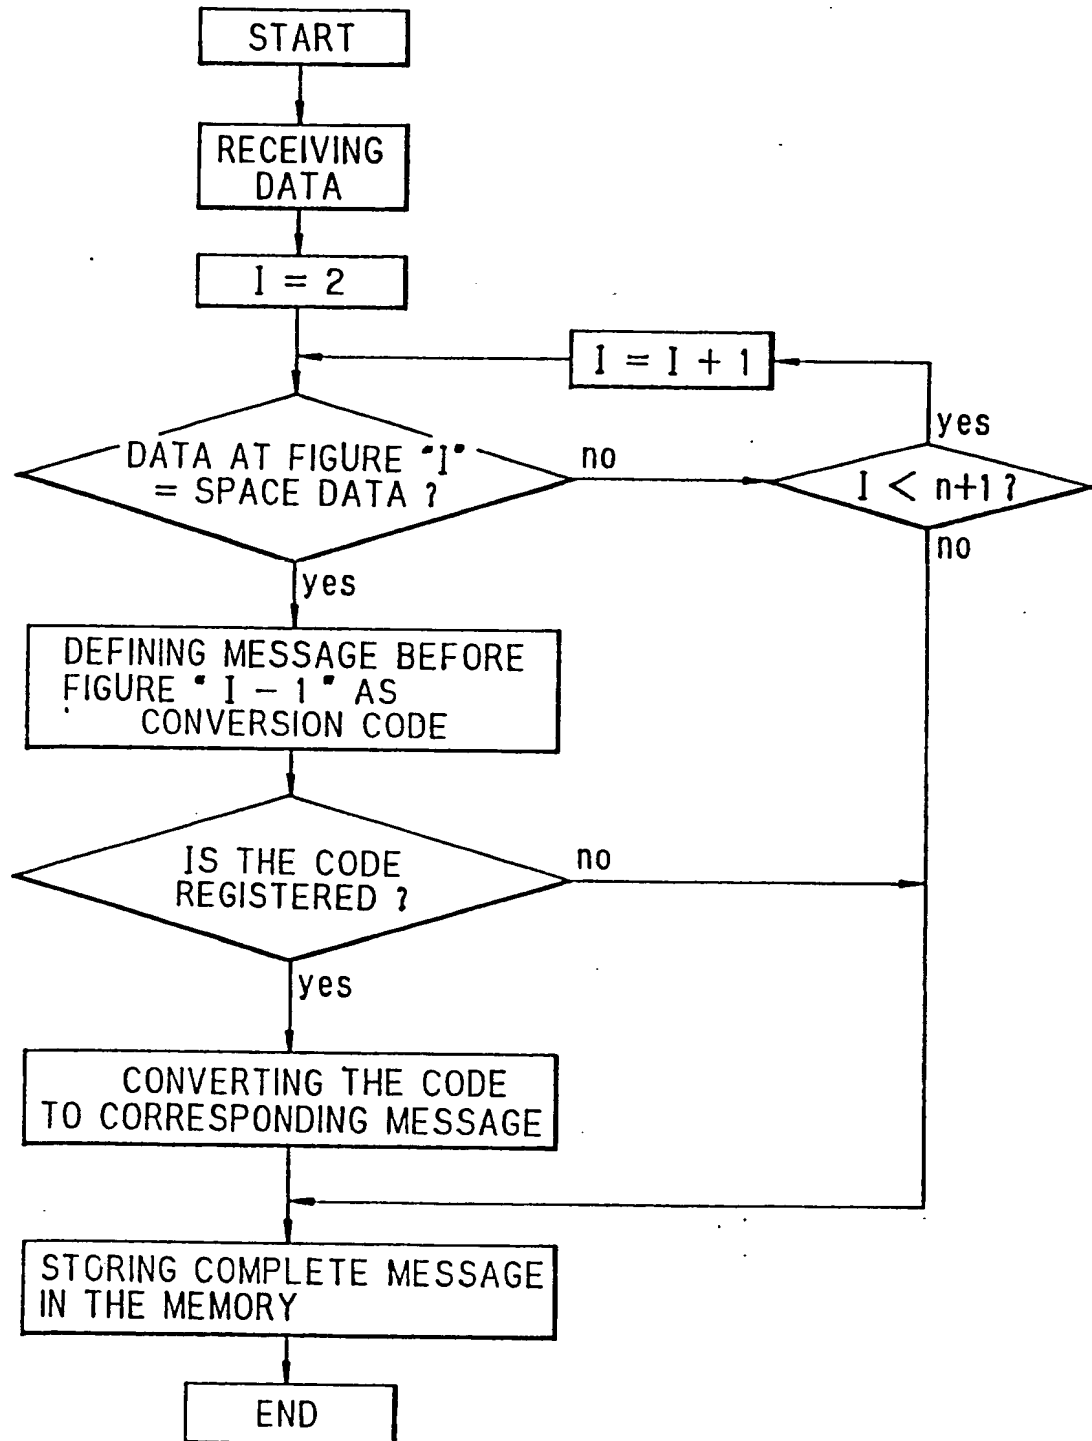 START
RECEIVING
DATA
I = 2
I = I + 1
yes
DATA AT FIGURE "I"
= SPACE DATA ?
no
I < n+1 ?
no
yes
DEFINING MESSAGE BEFORE
FIGURE " I - 1 " AS
CONVERSION CODE
IS THE CODE
REGISTERED ?
no
yes
CONVERTING THE CODE
TO CORRESPONDING MESSAGE
STORING COMPLETE MESSAGE
IN THE MEMORY
END